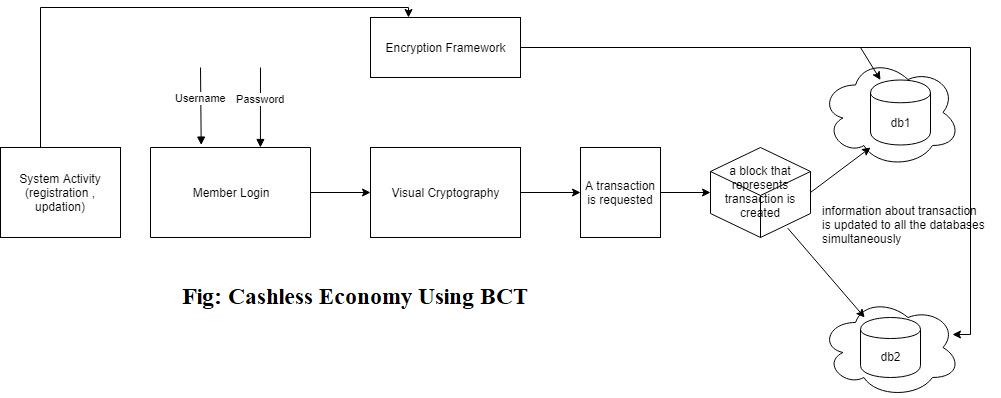 Encryption Framework
Username
Password
db1
System Activity
(registration ,
updation)
Member Login
Visual Cryptography
A transaction
is requested
a block that
represents
transaction is
created
information about transaction
is updated to all the databases
simultaneously
Fig: Cashless Economy Using BCT
db2